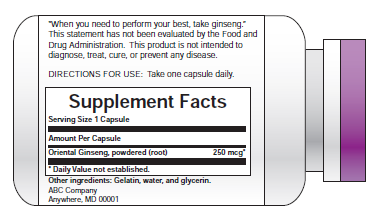 "When you need to perform your best, take ginseng."
This statement has not been evaluated by the Food and
Drug Administration.  This product is not intended to
diagnose, treat, cure, or prevent any disease.
DIRECTIONS FOR USE:  Take one capsule daily.
Supplement Facts
Serving Size 1 Capsule
Amount Per Capsule
Oriental Ginseng, powdered (root) 250 mcg*
* Daily Value not established.
Other ingredients: Gelatin, water, and glycerin.
ABC Company
Anywhere, MD 00001